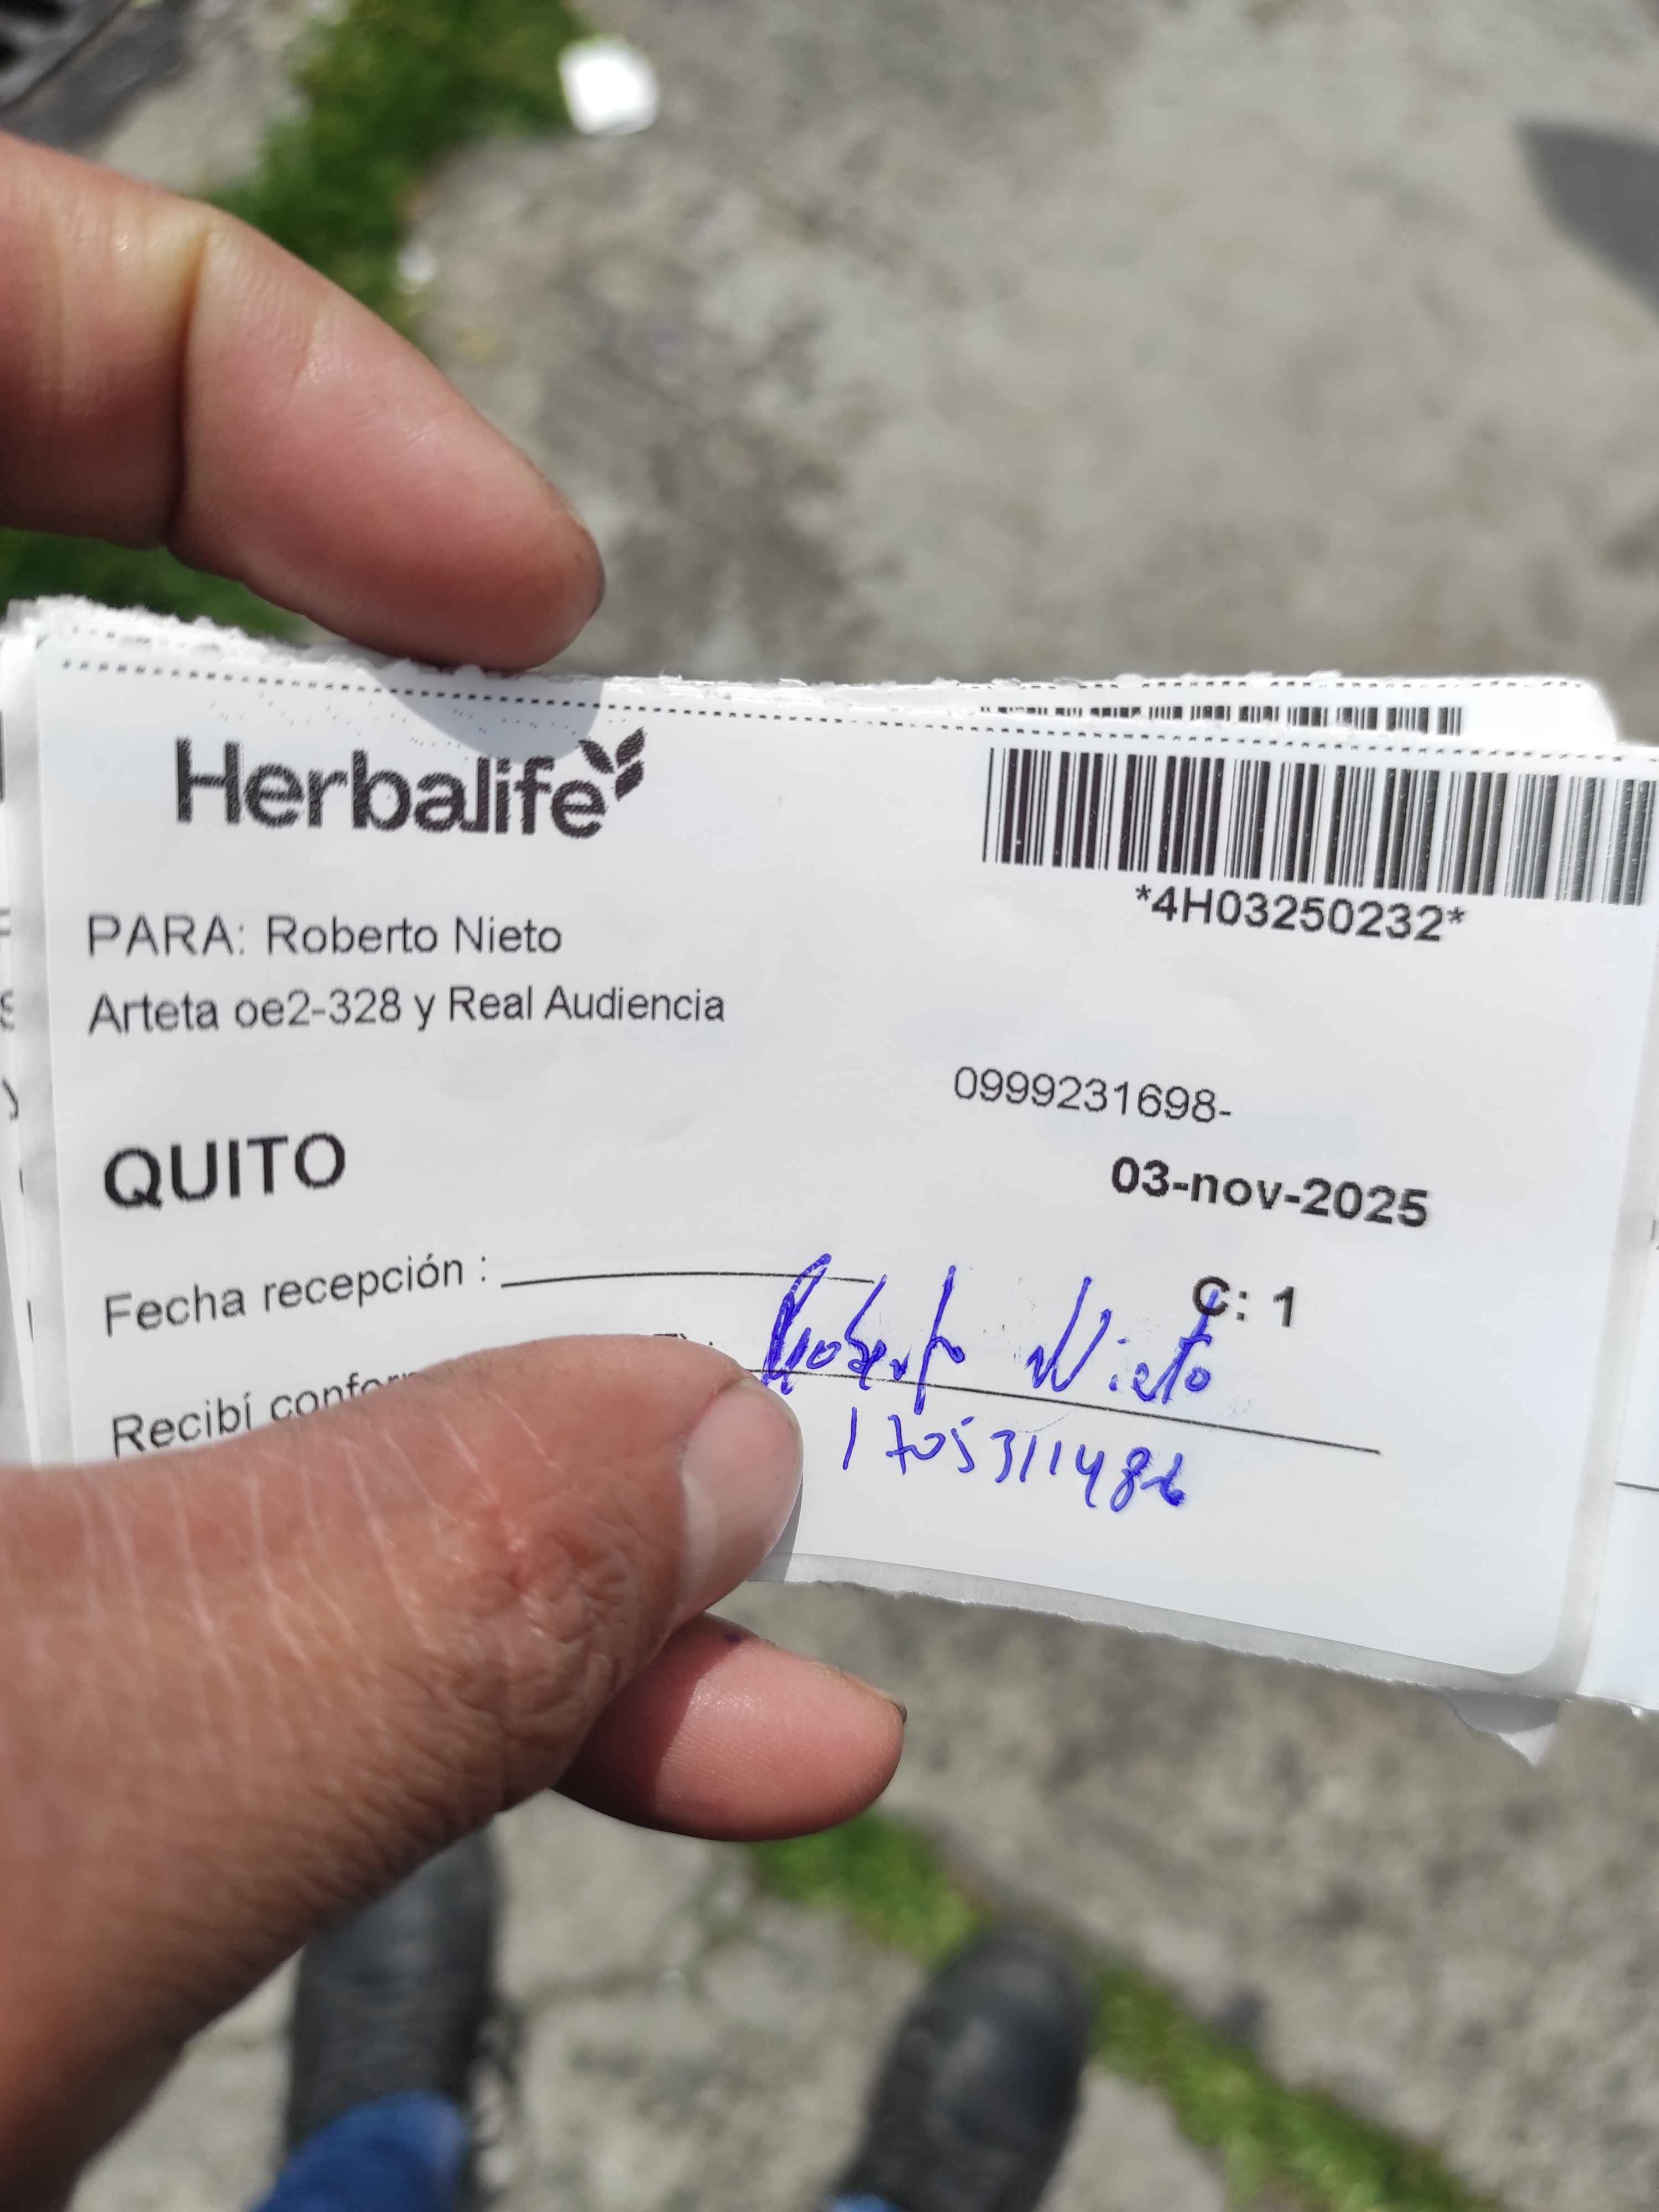 Herbalife
*4H03250232*
PARA: Roberto Nieto
Arteta oe2-328 y Real Audiencia
0999231698-
QUITO
03-nov-2025
Fecha recepción :
C: 1
Recibí
Roberto Nieto
1705311486